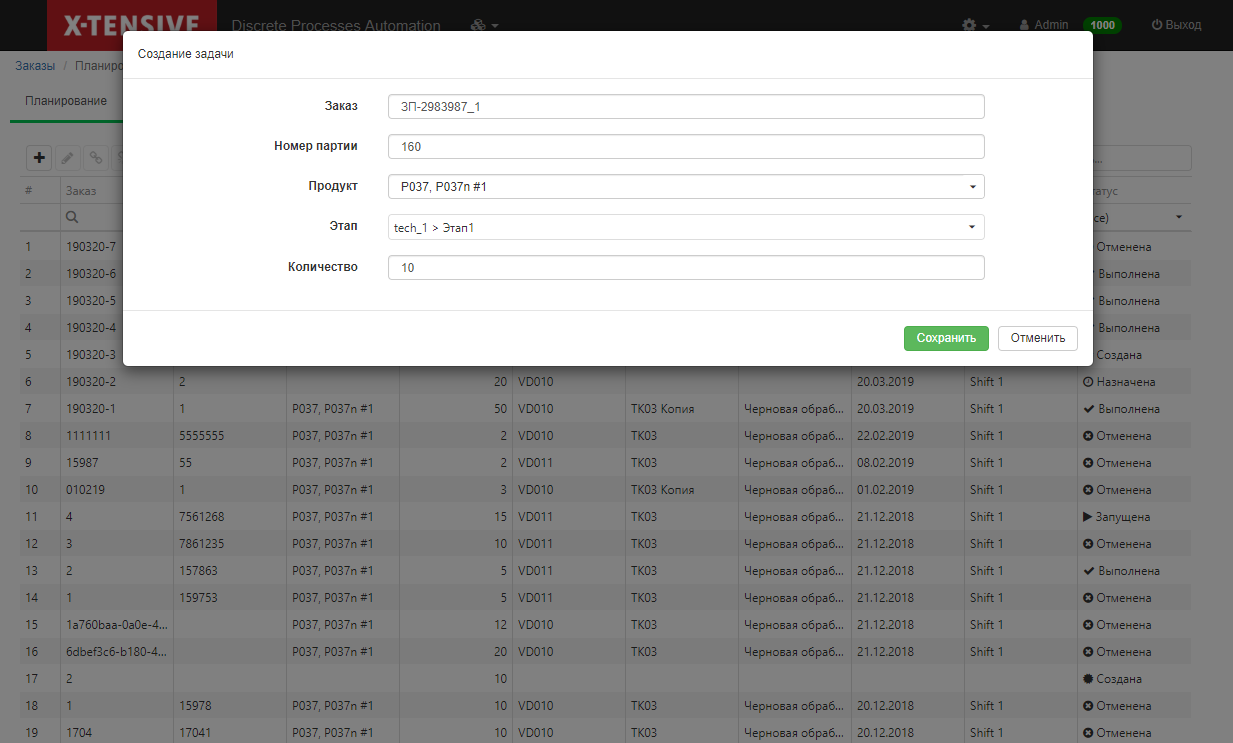 X-TENSIVE Discrete Processes Automation Admin 1000 Выход
Заказы / Планиро
Планирование
Создание задачи
Заказ ЗП-2983987_1
Номер партии 160
Продукт P037, P037n #1
Этап tech_1 > Этап1
Количество 10
Сохранить Отменить
# Заказ татус
се)
1 190320-7 Отменена
2 190320-6 Выполнена
3 190320-5 Выполнена
4 190320-4 Выполнена
5 190320-3 Создана
6 190320-2 2 20 VD010 20.03.2019 Shift 1 Назначена
7 190320-1 1 P037, P037n #1 50 VD010 ТК03 Копия Черновая обраб... 20.03.2019 Shift 1 Выполнена
8 1111111 5555555 P037, P037n #1 2 VD010 ТК03 Черновая обраб... 22.02.2019 Shift 1 Отменена
9 15987 55 P037, P037n #1 2 VD011 ТК03 Черновая обраб... 08.02.2019 Shift 1 Отменена
10 010219 1 P037, P037n #1 3 VD010 ТК03 Копия Черновая обраб... 01.02.2019 Shift 1 Отменена
11 4 7561268 P037, P037n #1 15 VD011 ТК03 Черновая обраб... 21.12.2018 Shift 1 Запущена
12 3 7861235 P037, P037n #1 10 VD011 ТК03 Черновая обраб... 21.12.2018 Shift 1 Отменена
13 2 157863 P037, P037n #1 5 VD011 ТК03 Черновая обраб... 21.12.2018 Shift 1 Выполнена
14 1 159753 P037, P037n #1 5 VD011 ТК03 Черновая обраб... 21.12.2018 Shift 1 Отменена
15 1a760baa-0a0e-4... P037, P037n #1 12 VD010 ТК03 Черновая обраб... 21.12.2018 Shift 1 Отменена
16 6dbef3c6-b180-4... P037, P037n #1 20 VD010 ТК03 Черновая обраб... 21.12.2018 Shift 1 Отменена
17 2 10 Создана
18 1 15978 P037, P037n #1 10 VD010 ТК03 Черновая обраб... 20.12.2018 Shift 1 Отменена
19 1704 17041 P037, P037n #1 10 VD010 ТК03 Черновая обраб... 20.12.2018 Shift 1 Отменена